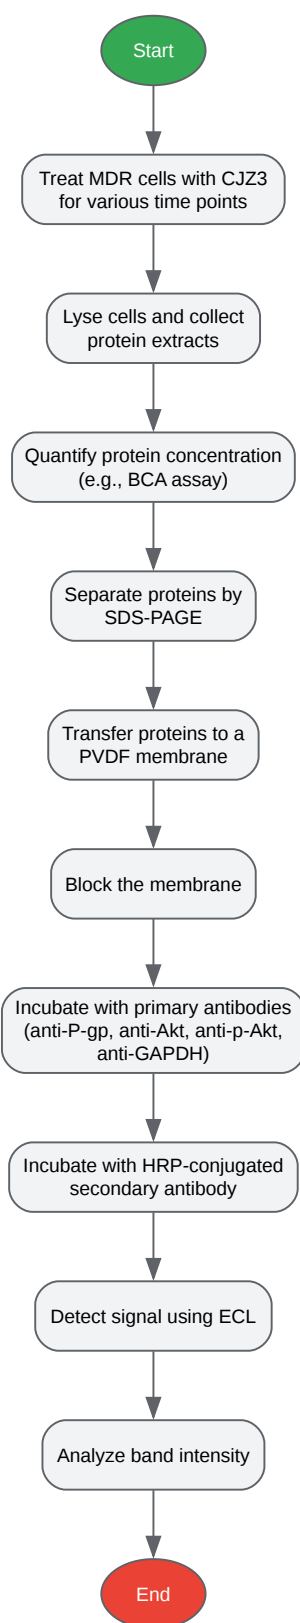 Start
Treat MDR cells with CJZ3
for various time points
Lyse cells and collect
protein extracts
Quantify protein concentration
(e.g., BCA assay)
Separate proteins by
SDS-PAGE
Transfer proteins to a
PVDF membrane
Block the membrane
Incubate with primary antibodies
(anti-P-gp, anti-Akt, anti-p-Akt,
anti-GAPDH)
Incubate with HRP-conjugated
secondary antibody
Detect signal using ECL
Analyze band intensity
End